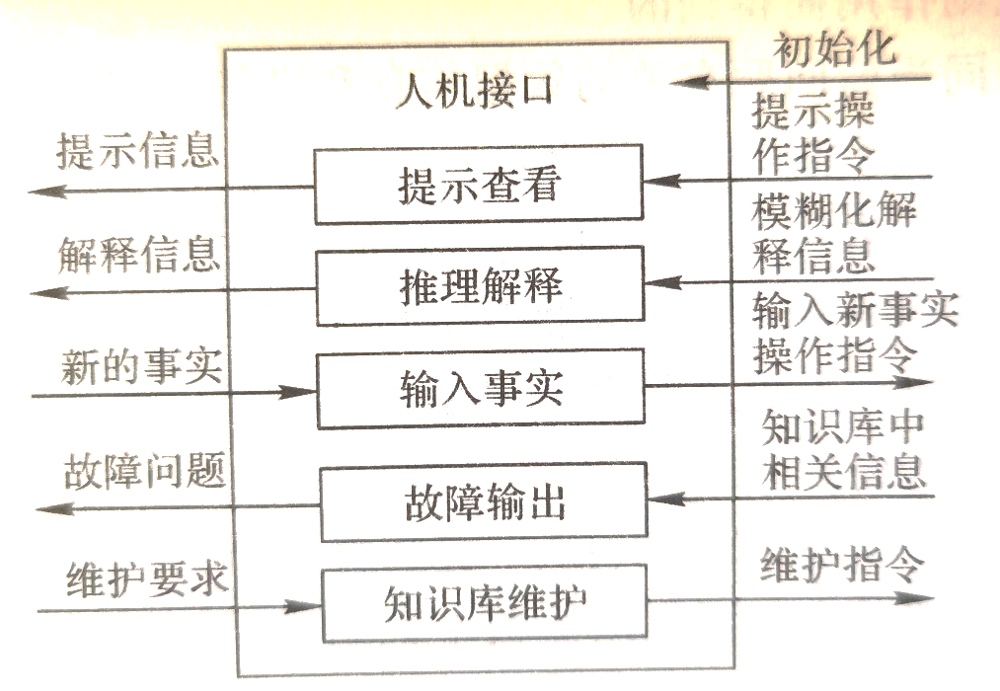 初始化
人机接口
提示操
作指令
提示信息
提示查看
模糊化解
释信息
解释信息
推理解释
输入新事实
操作指令
新的事实
输入事实
知识库中
相关信息
故障问题
故障输出
维护指令
维护要求
知识库维护